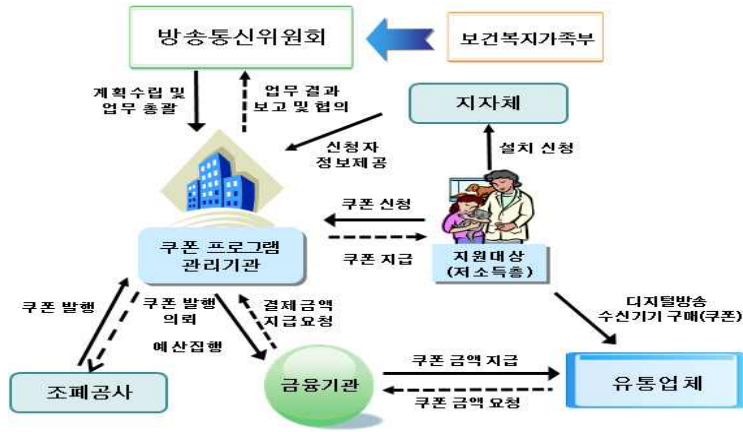 방송통신위원회
보건복지가족부
계획수립 및
업무 총괄
업무 결과
보고 및 협의
지자체
신청자
정보제공
설치 신청
쿠폰 신청
쿠폰 지급
쿠폰 프로그램
관리기관
지원대상
(저소득층)
쿠폰 발행
쿠폰 발행
의뢰
예산집행
결제금액
지급요청
디지털방송
수신기기 구매(쿠폰)
조폐공사
금융기관
쿠폰 금액 지급
쿠폰 금액 요청
유통업체